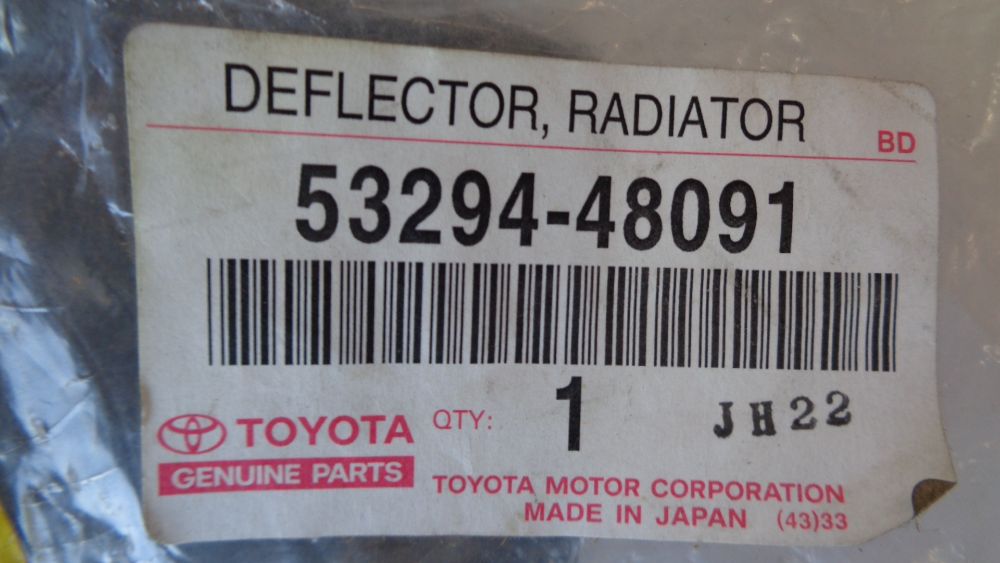 DEFLECTOR, RADIATOR
BD
53294-48091
TOYOTA
GENUINE PARTS
QTY: 1
JH22
TOYOTA MOTOR CORPORATION
MADE IN JAPAN (43)33